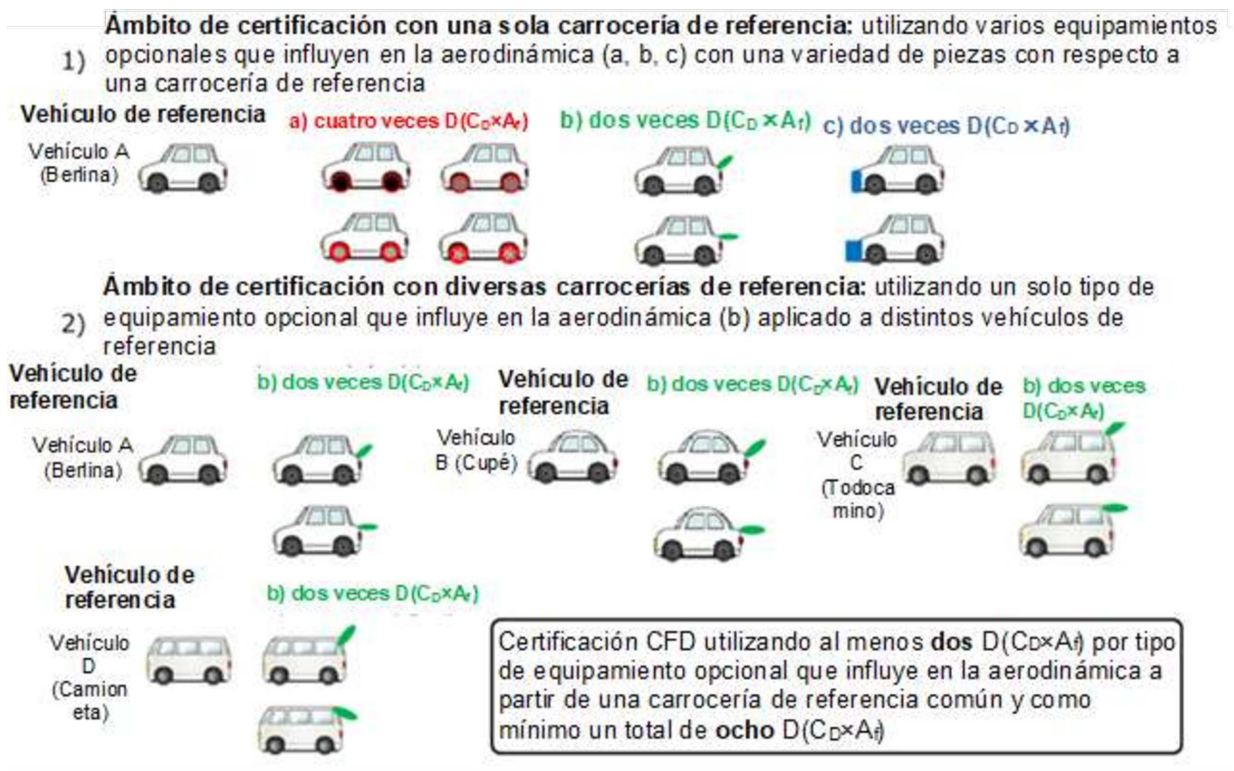 Ámbito de certificación con una sola carrocería de referencia: utilizando varios equipamientos
1) opcionales que influyen en la aerodinámica (a, b, c) con una variedad de piezas con respecto a
una carrocería de referencia
Vehículo de referencia
a) cuatro veces D(CD×Af)
b) dos veces D(CD×Af)
c) dos veces D(CD×Af)
Vehículo A
(Berlina)
Ámbito de certificación con diversas carrocerías de referencia: utilizando un solo tipo de
2) equipamiento opcional que influye en la aerodinámica (b) aplicado a distintos vehículos de
referencia
Vehículo de
referencia
b) dos veces D(CD×Af)
Vehículo A
(Berlina)
Vehículo de
referencia
b) dos veces D(CD×Af)
Vehículo
B (Cupé)
Vehículo de
referencia
b) dos veces
D(CD×Af)
Vehículo
C
(Todoca
mino)
Vehículo de
referencia
b) dos veces D(CD×Af)
Vehículo
D
(Camion
eta)
Certificación CFD utilizando al menos dos D(CD×Af) por tipo
de equipamiento opcional que influye en la aerodinámica a
partir de una carrocería de referencia común y como
mínimo un total de ocho D(CD×Af)